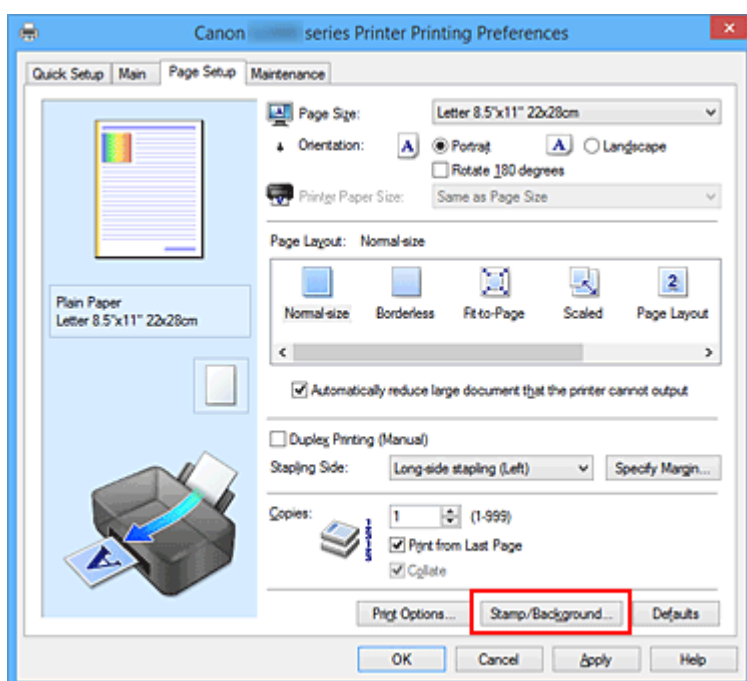 Canon series Printer Printing Preferences
Quick Setup Main Page Setup Maintenance
Page Size: Letter 8.5"x11" 22x28cm
Orientation: A Portrait A Landscape
Rotate 180 degrees
Printer Paper Size: Same as Page Size
Page Layout: Normal-size
2
Normal-size Borderless Fit-to-Page Scaled Page Layout
Plain Paper
Letter 8.5"x11" 22x28cm
Automatically reduce large document that the printer cannot output
Duplex Printing (Manual)
Stapling Side: Long-side stapling (Left) Specify Margin...
Copies: 1 (1-999)
Print from Last Page
Collate
A
Print Options... Stamp/Background... Defaults
OK Cancel Apply Help